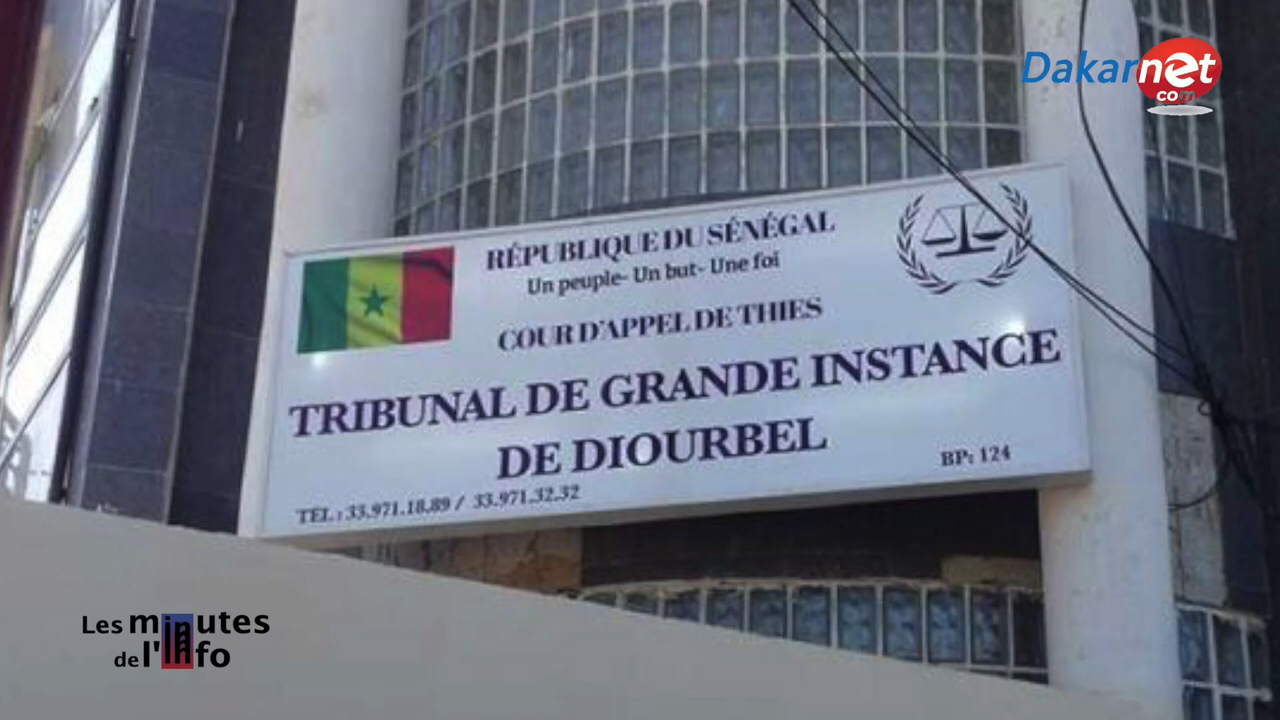 Dakarnet
com
RÉPUBLIQUE DU SÉNÉGAL
Un peuple- Un but- Une foi
COUR D'APPEL DE THIES
TRIBUNAL DE GRANDE INSTANCE
DE DIOURBEL
BP: 124
TEL : 33.971.18.89 / 33.971.32.32
Les minutes
de l'Info